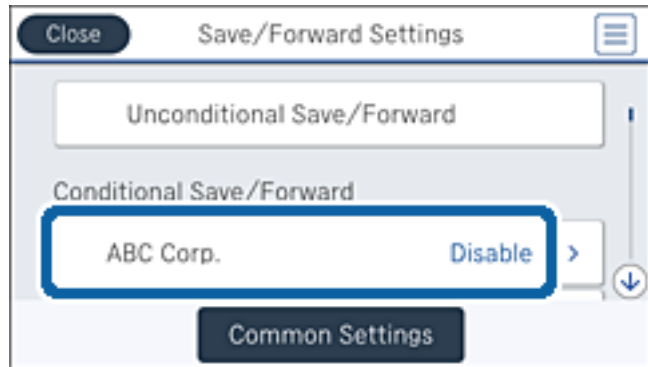 Close Save/Forward Settings
Unconditional Save/Forward
Conditional Save/Forward
ABC Corp. Disable >
Common Settings